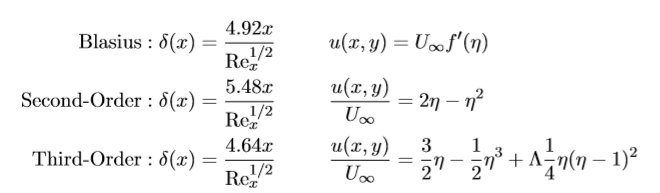 Blasius : δ(x) = 4.92x / Re_x^{1/2}    u(x, y) = U_∞ f′(η)
Second-Order : δ(x) = 5.48x / Re_x^{1/2}    u(x, y) / U_∞ = 2η − η^2
Third-Order : δ(x) = 4.64x / Re_x^{1/2}    u(x, y) / U_∞ = 3/2 η − 1/2 η^3 + Λ 1/4 η(η − 1)^2